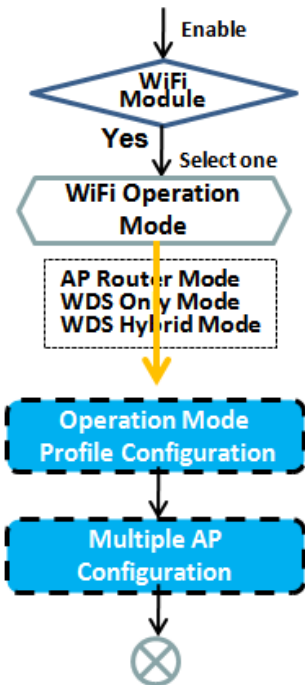 Enable
WiFi
Module
Yes
Select one
WiFi Operation
Mode
AP Router Mode
WDS Only Mode
WDS Hybrid Mode
Operation Mode
Profile Configuration
Multiple AP
Configuration